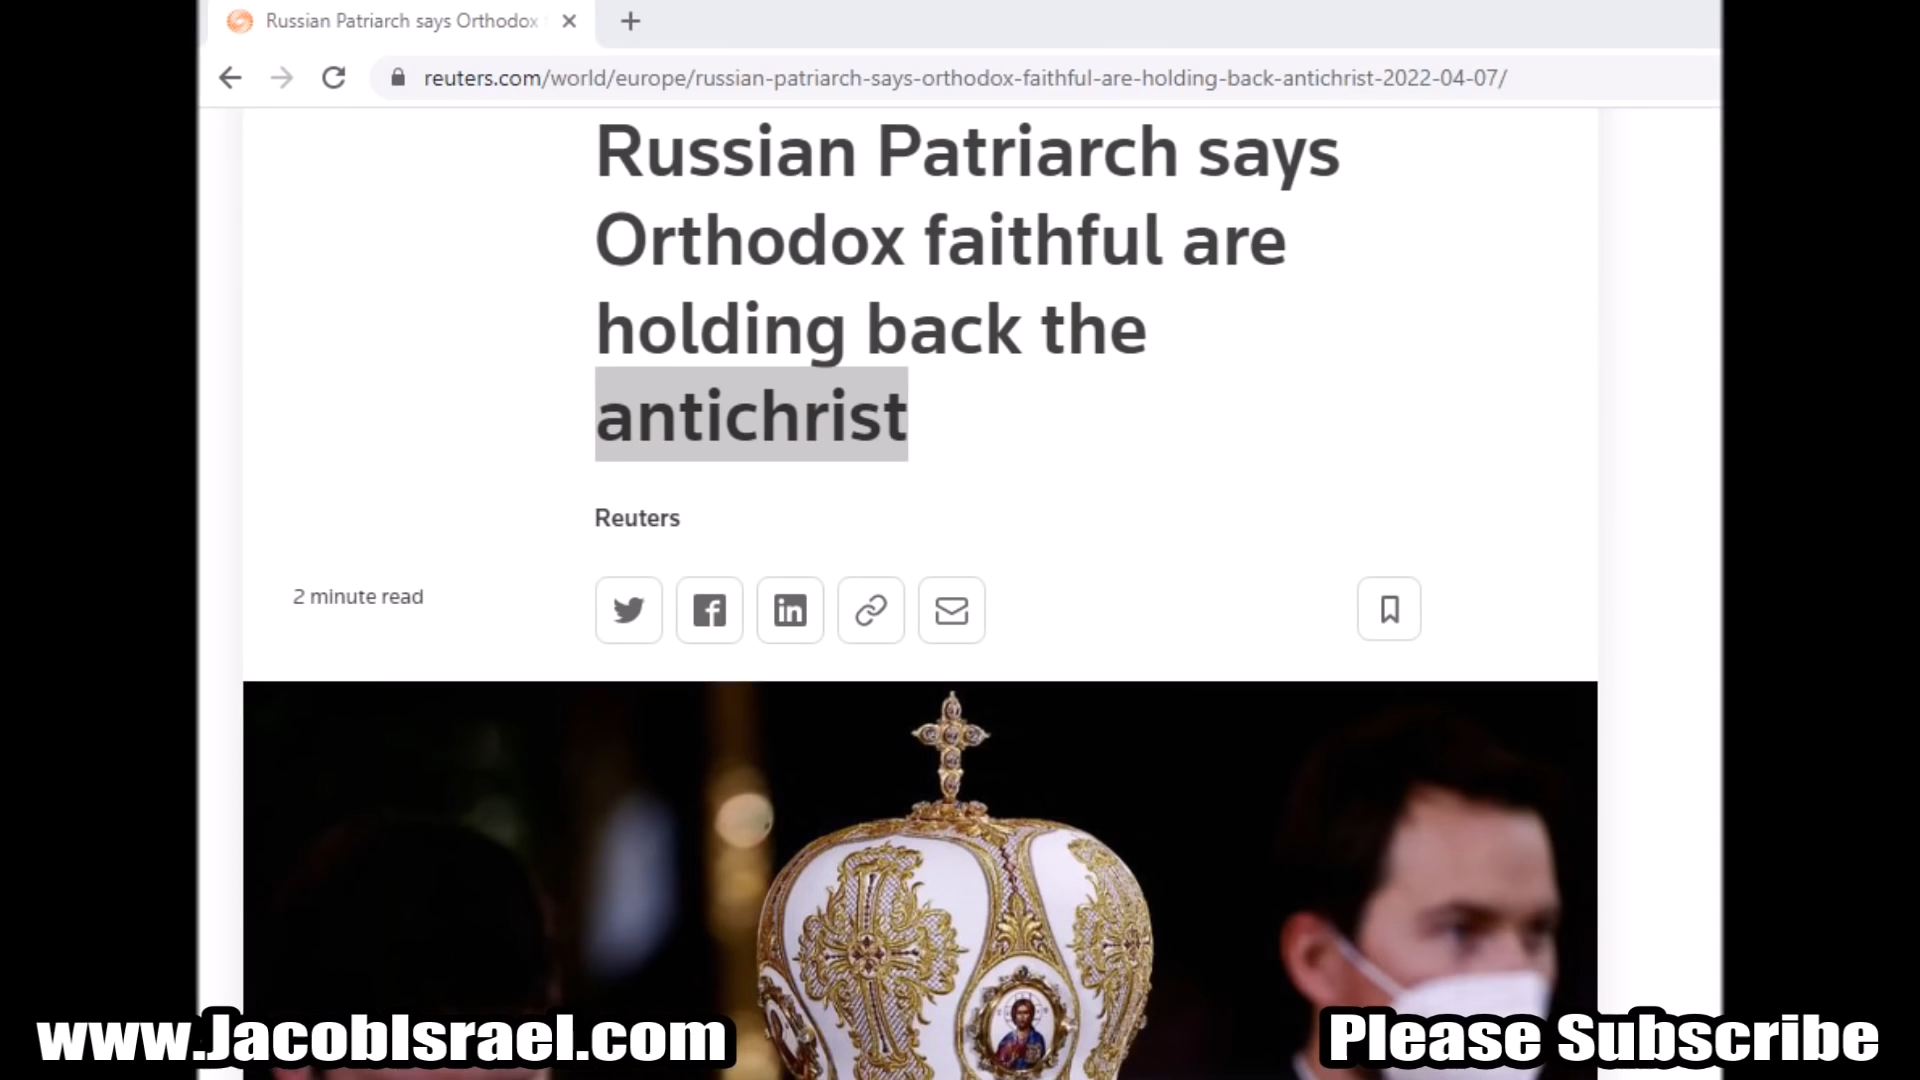 Russian Patriarch says Orthodox
reuters.com/world/europe/russian-patriarch-says-orthodox-faithful-are-holding-back-antichrist-2022-04-07/
Russian Patriarch says
Orthodox faithful are
holding back the
antichrist
Reuters
2 minute read
www.JacobIsrael.com
Please Subscribe